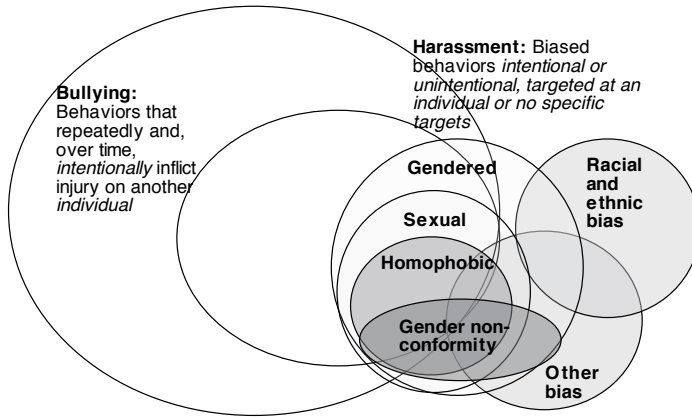 Bullying:
Behaviors that
repeatedly and,
over time,
intentionally inflict
injury on another
individual
Harassment: Biased
behaviors intentional or
unintentional, targeted at an
individual or no specific
targets
Gendered
Sexual
Homophobic
Gender non-
conformity
Racial
and
ethnic
bias
Other
bias